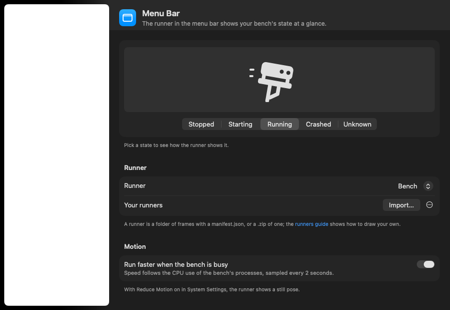 Menu Bar
The runner in the menu bar shows your bench's state at a glance.
Stopped Starting Running Crashed Unknown
Pick a state to see how the runner shows it.
Runner
Runner Bench
Your runners Import...
A runner is a folder of frames with a manifest.json, or a .zip of one; the runners guide shows how to draw your own.
Motion
Run faster when the bench is busy
Speed follows the CPU use of the bench's processes, sampled every 2 seconds.
With Reduce Motion on in System Settings, the runner shows a still pose.